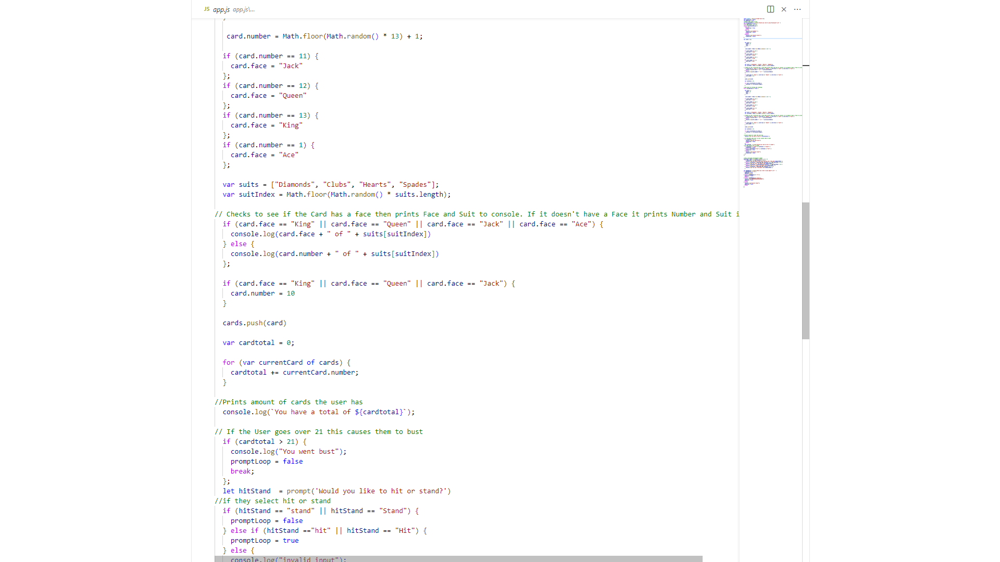 JS app.js app.js\...
}
card.number = Math.floor(Math.random() * 13) + 1;
if (card.number == 11) {
card.face = "Jack"
};
if (card.number == 12) {
card.face = "Queen"
};
if (card.number == 13) {
card.face = "King"
};
if (card.number == 1) {
card.face = "Ace"
};
var suits = ["Diamonds", "Clubs", "Hearts", "Spades"];
var suitIndex = Math.floor(Math.random() * suits.length);
// Checks to see if the Card has a face then prints Face and Suit to console. If it doesn't have a Face it prints Number and Suit i
if (card.face == "King" || card.face == "Queen" || card.face == "Jack" || card.face == "Ace") {
console.log(card.face + " of " + suits[suitIndex])
} else {
console.log(card.number + " of " + suits[suitIndex])
};
if (card.face == "King" || card.face == "Queen" || card.face == "Jack") {
card.number = 10
}
cards.push(card)
var cardtotal = 0;
for (var currentCard of cards) {
cardtotal += currentCard.number;
}
//Prints amount of cards the user has
console.log(`You have a total of ${cardtotal}`);
// If the User goes over 21 this causes them to bust
if (cardtotal > 21) {
console.log("You went bust");
promptLoop = false
break;
};
let hitStand  = prompt('Would you like to hit or stand?')
//if they select hit or stand
if (hitStand == "stand" || hitStand == "Stand") {
promptLoop = false
} else if (hitStand =="hit" || hitStand == "Hit") {
promptLoop = true
} else {
console.log("invalid input");